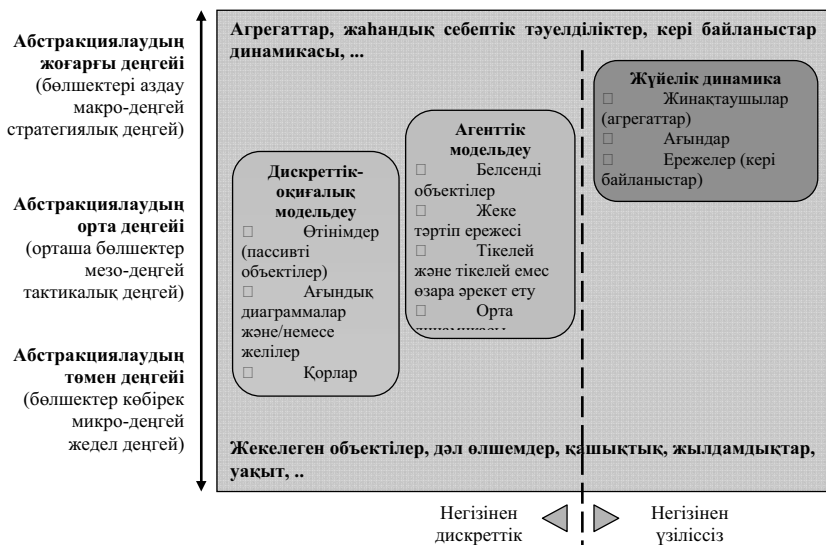 Агрегаттар, жаһандық себептік тәуелділіктер, кері байланыстар
динамикасы, ...
Абстракциялаудың
жоғарғы деңгейі
(бөлшектері аздау
макро-деңгей
стратегиялық деңгей)
Абстракциялаудың
орта деңгейі
(орташа бөлшектер
мезо-деңгей
тактикалық деңгей)
Абстракциялаудың
төмен деңгейі
(бөлшектер көбірек
микро-деңгей
жедел деңгей)
Дискреттік-
оқиғалық
модельдеу
Өтінімдер
(пассивті
объектілер)
Ағындық
диаграммалар
және/немесе
желілер
Қорлар
Агенттік
модельдеу
Белсенді
объектілер
Жеке
тәртіп ережесі
Тікелей
және тікелей емес
өзара әрекет ету
Орта
динамикасы
Жүйелік динамика
Жинақтаушылар
(агрегаттар)
Ағындар
Ережелер (кері
байланыстар)
Жекелеген объектілер, дәл өлшемдер, қашықтық, жылдамдықтар,
уақыт, ..
Негізінен
дискреттік
Негізінен
үзіліссіз